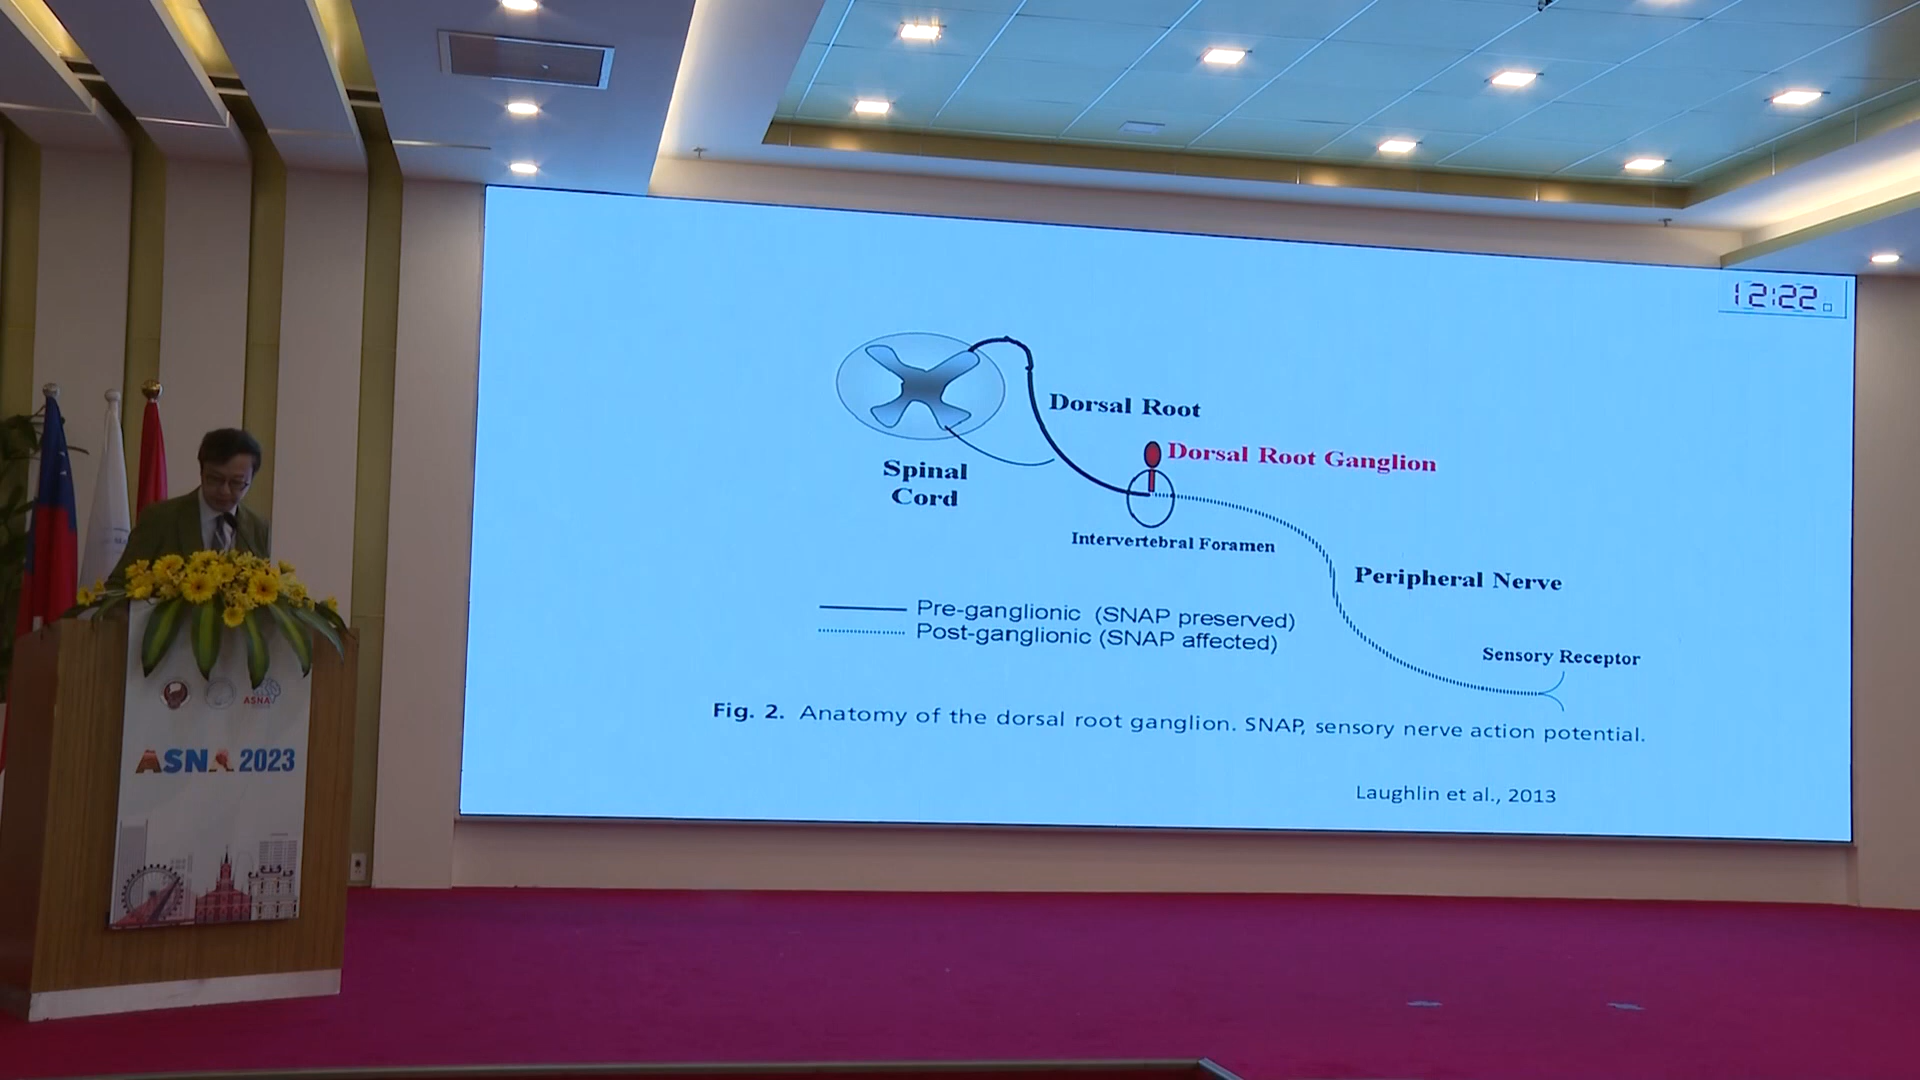 12:22
Dorsal Root
Dorsal Root Ganglion
Spinal
Cord
Intervertebral Foramen
Peripheral Nerve
Pre-ganglionic (SNAP preserved)
Post-ganglionic (SNAP affected)
Sensory Receptor
Fig. 2. Anatomy of the dorsal root ganglion. SNAP, sensory nerve action potential.
Laughlin et al., 2013
ASNA
ASNA 2023